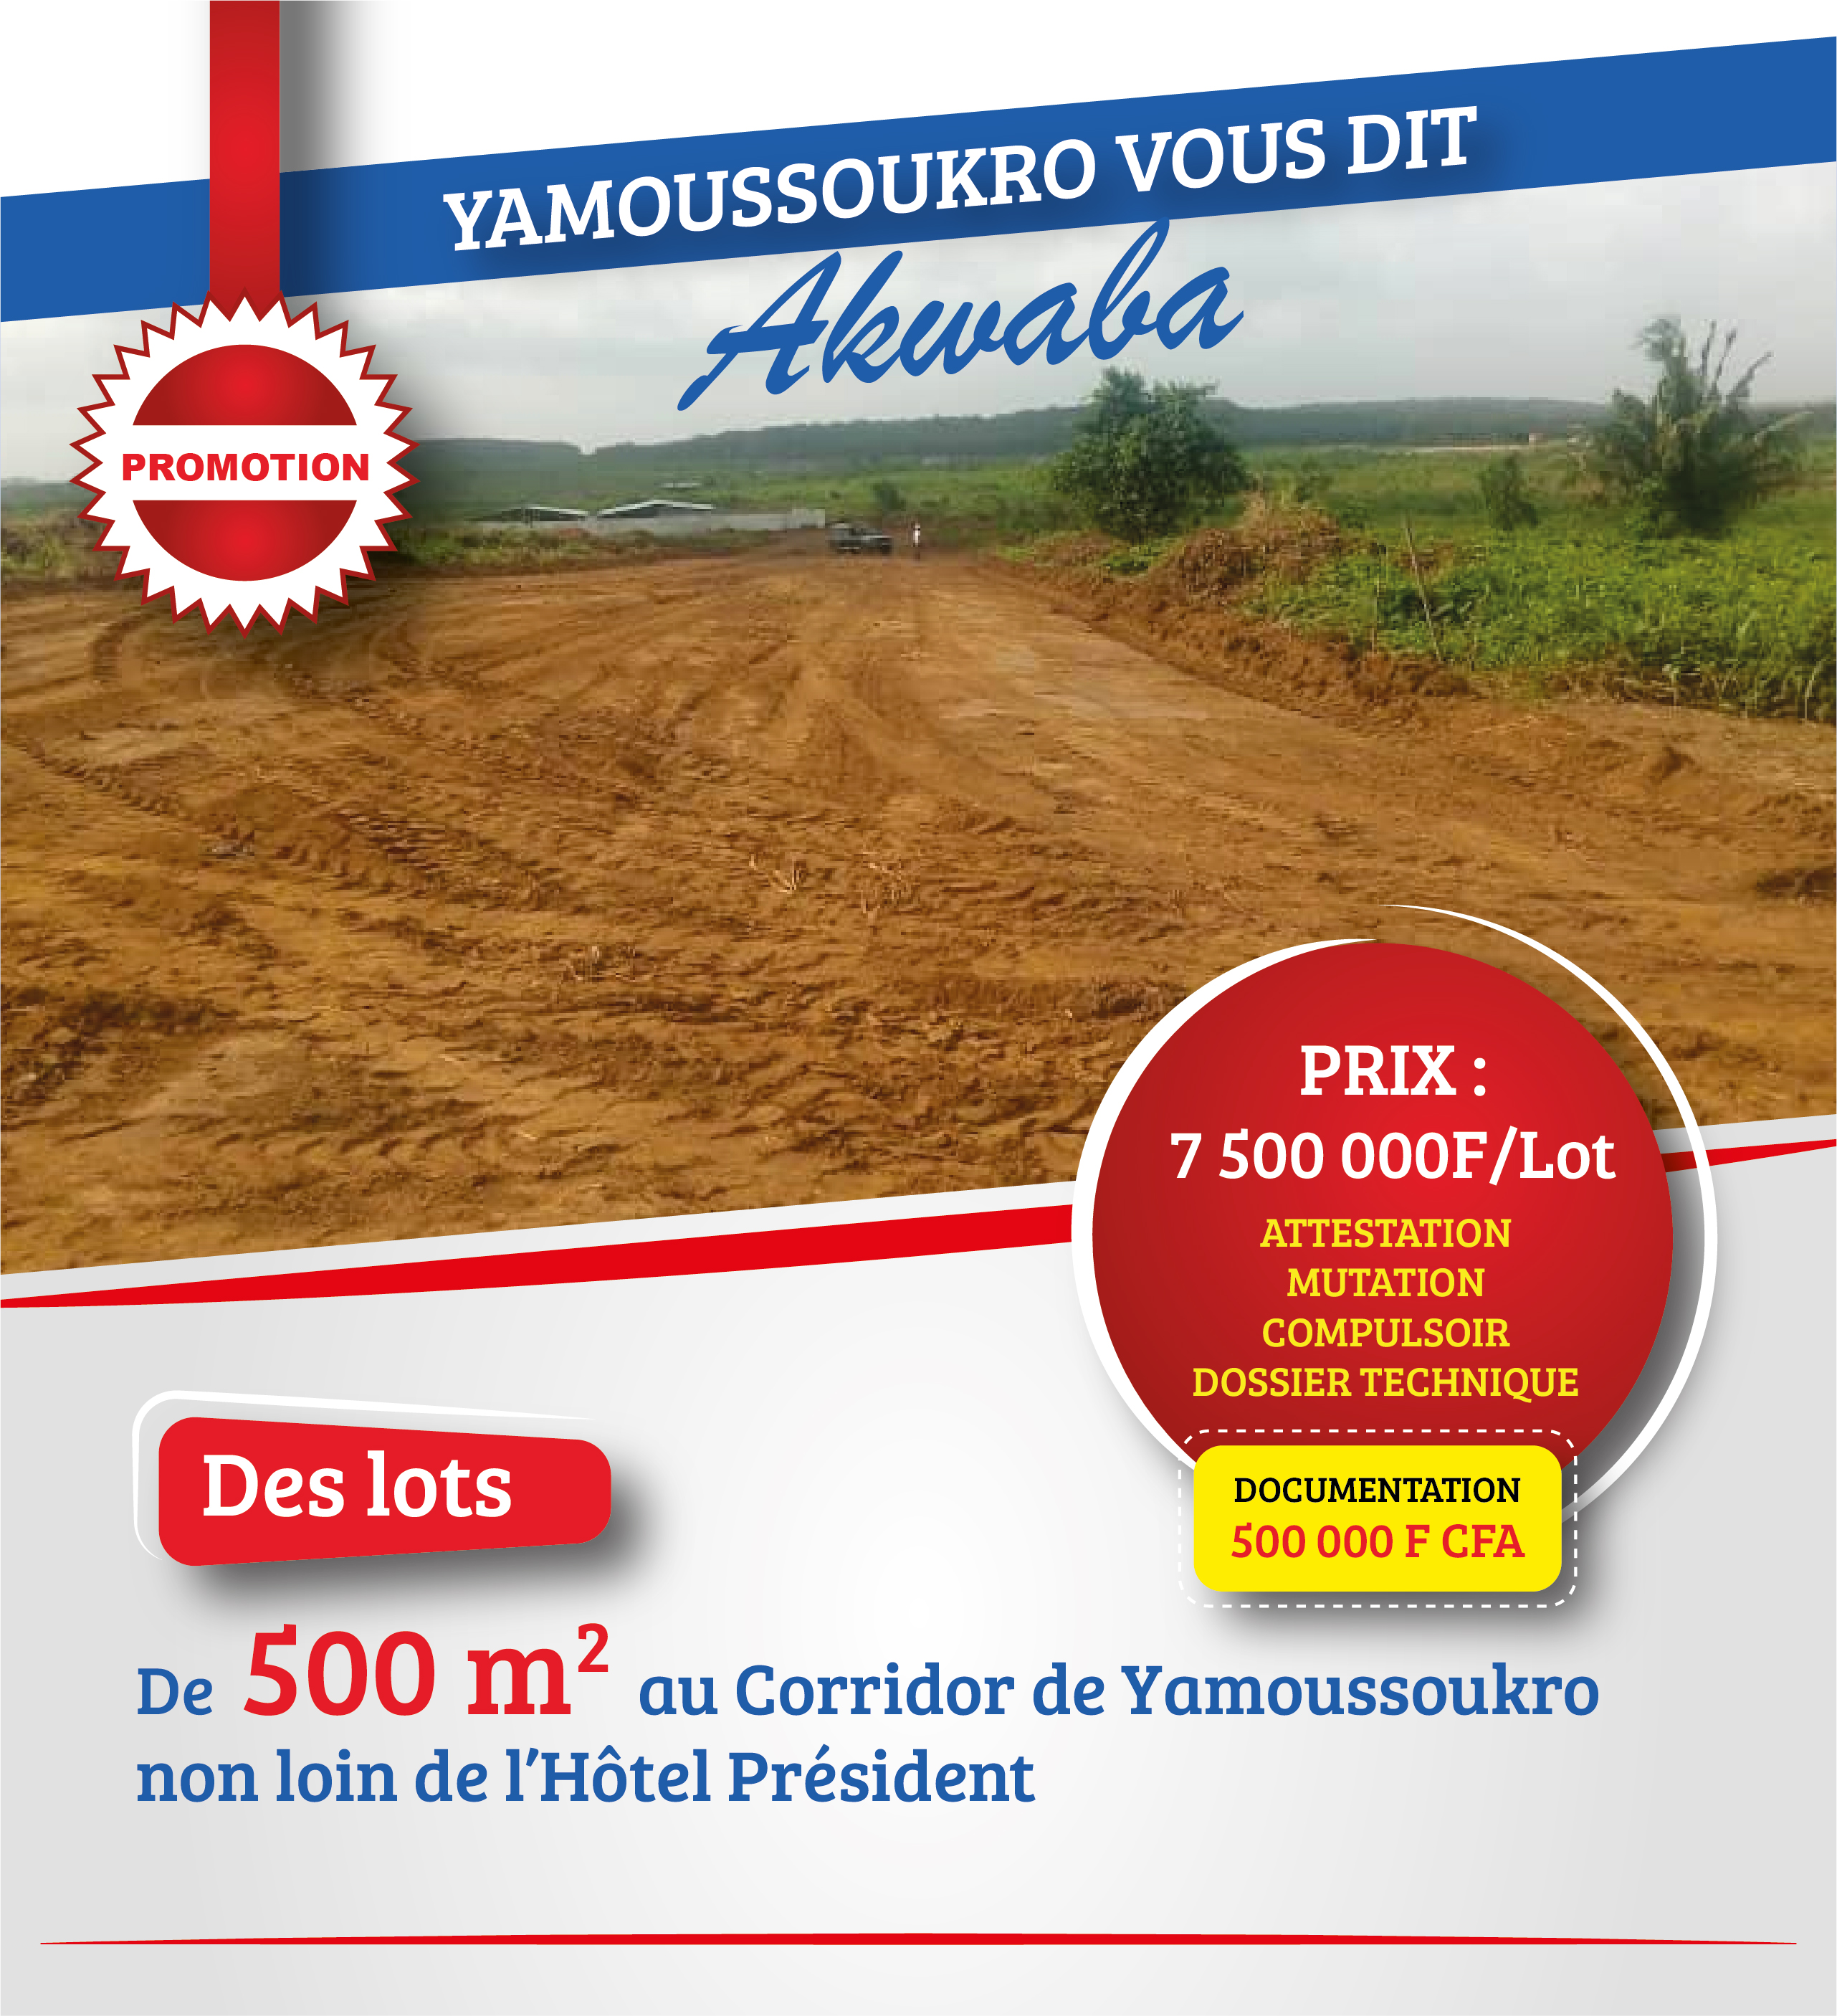 YAMOUSSOUKRO VOUS DIT
Akwaba
PROMOTION
PRIX :
7 500 000F/Lot
ATTESTATION
MUTATION
COMPULSOIR
DOSSIER TECHNIQUE
DOCUMENTATION
500 000 F CFA
Des lots
De 500 m² au Corridor de Yamoussoukro
non loin de l'Hôtel Président